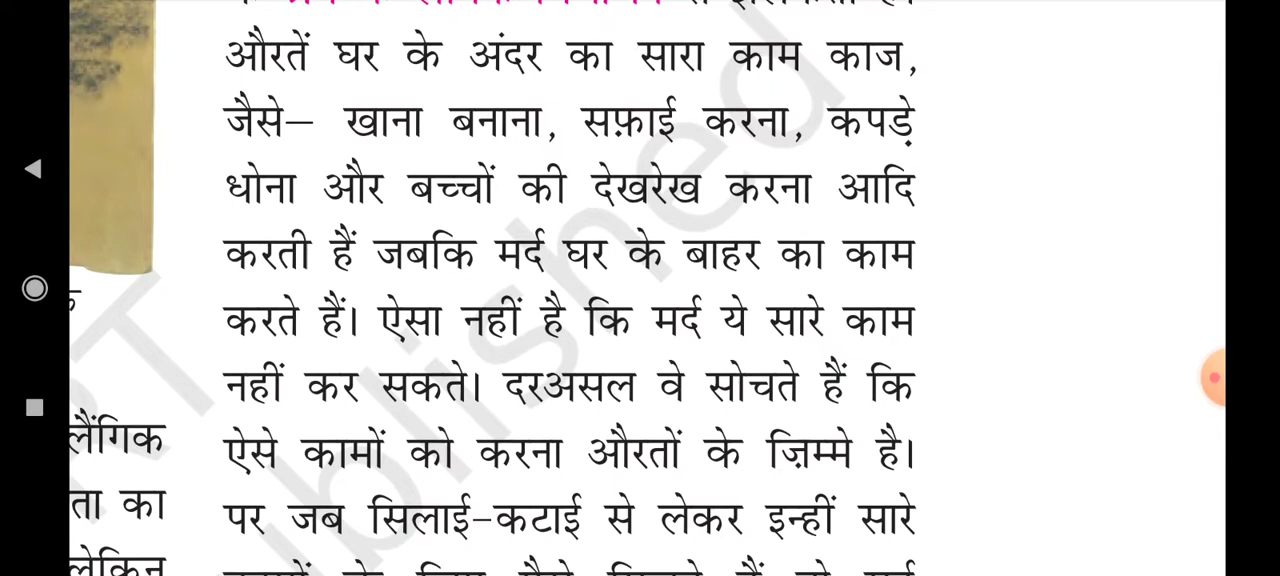 औरतें घर के अंदर का सारा काम काज,
जैसे– खाना बनाना, सफ़ाई करना, कपड़े
धोना और बच्चों की देखरेख करना आदि
करती हैं जबकि मर्द घर के बाहर का काम
करते हैं। ऐसा नहीं है कि मर्द ये सारे काम
नहीं कर सकते। दरअसल वे सोचते हैं कि
ऐसे कामों को करना औरतों के ज़िम्मे है।
पर जब सिलाई-कटाई से लेकर इन्हीं सारे
लैंगिक
ता का
लेकिन